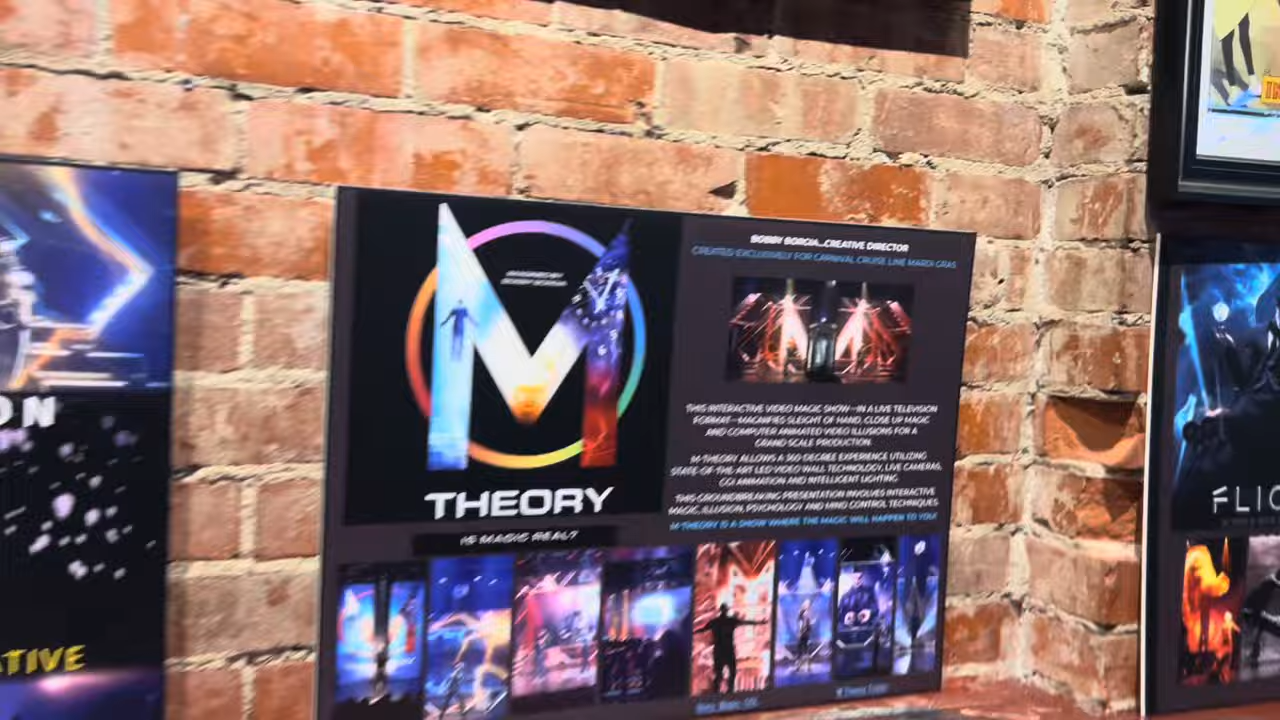 ON
TIVE
M
THEORY
IS MAGIC REAL?
BOBBY BORGIA...CREATIVE DIRECTOR
CREATED EXCLUSIVELY FOR CARNIVAL CRUISE LINE MARDI GRAS
THIS INTERACTIVE VIDEO MAGIC SHOW—IN A LIVE TELEVISION
FORMAT—MAGNIFIES SLEIGHT OF HAND, CLOSE UP MAGIC
AND COMPUTER ANIMATED VIDEO ILLUSIONS FOR A
GRAND SCALE PRODUCTION.
M-THEORY ALLOWS A 360 DEGREE EXPERIENCE UTILIZING
STATE-OF-THE-ART LED VIDEO WALL TECHNOLOGY, LIVE CAMERAS,
CGI ANIMATION AND INTELLIGENT LIGHTING
THIS GROUNDBREAKING PRESENTATION INVOLVES INTERACTIVE
MAGIC, ILLUSION, PSYCHOLOGY AND MIND CONTROL TECHNIQUES
M-THEORY IS A SHOW WHERE THE MAGIC WILL HAPPEN TO YOU!
FLIG